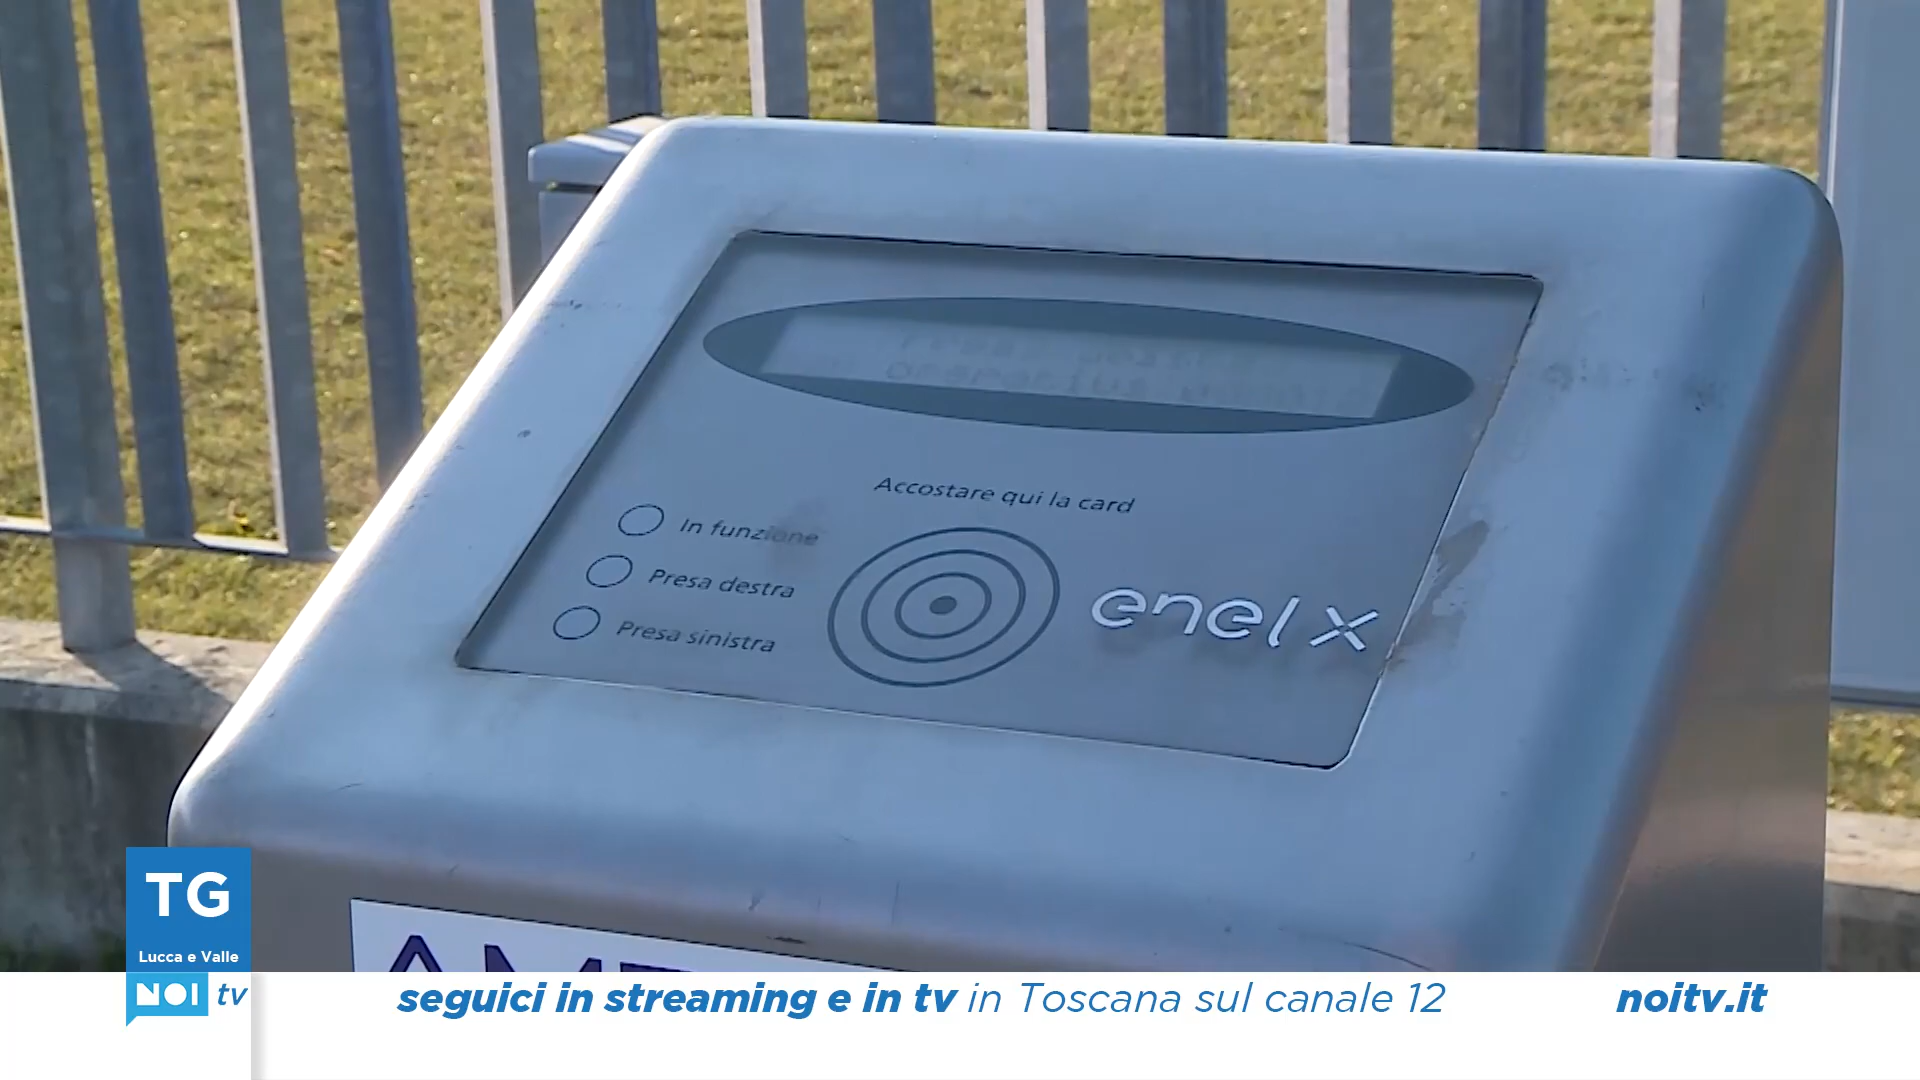 Accostare qui la card
In funzione
Presa destra
Presa sinistra
enel x
TG
Lucca e Valle
NOI tv
seguici in streaming e in tv in Toscana sul canale 12
noitv.it